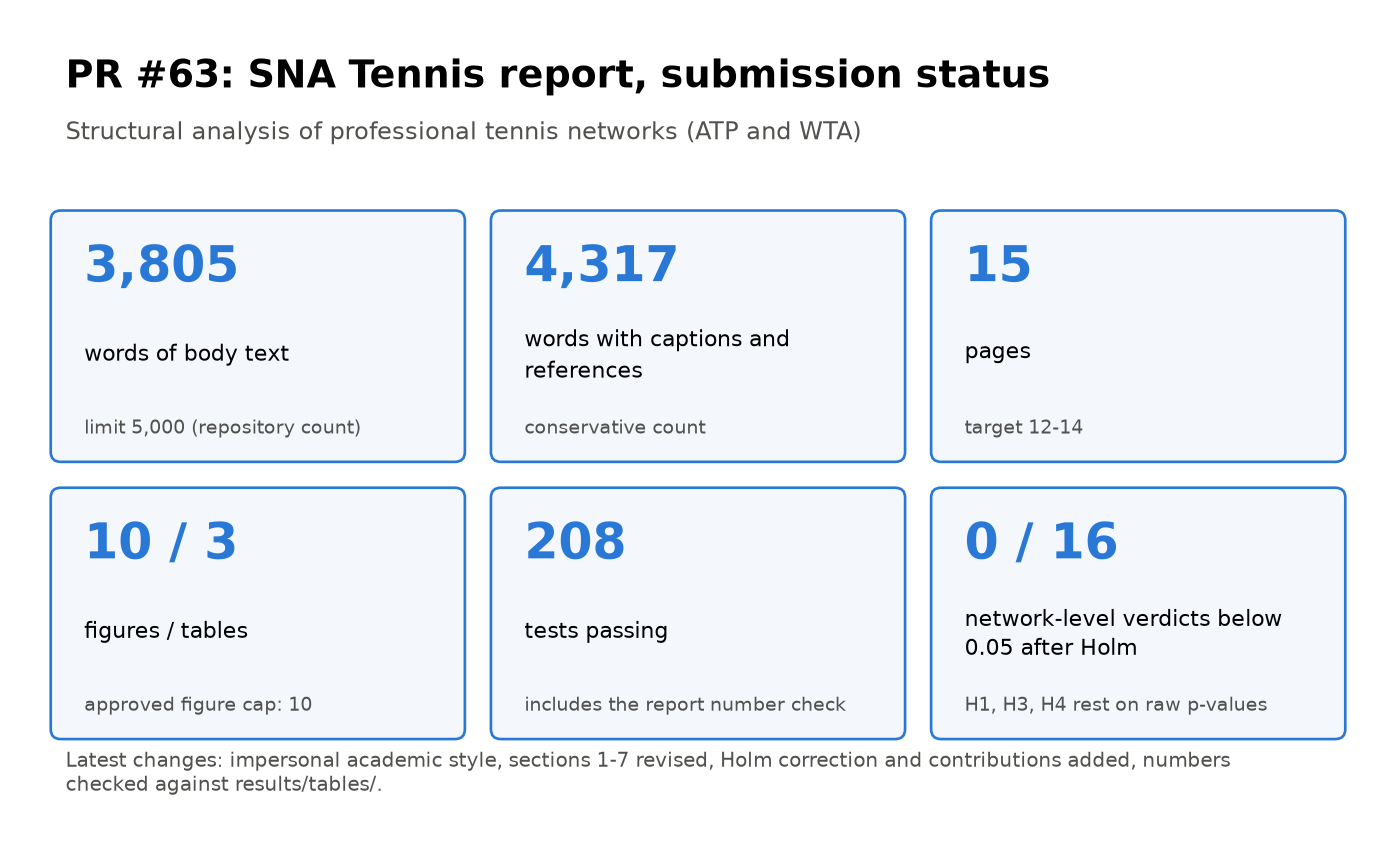 PR #63: SNA Tennis report, submission status
Structural analysis of professional tennis networks (ATP and WTA)
3,805
words of body text
limit 5,000 (repository count)
4,317
words with captions and
references
conservative count
15
pages
target 12-14
10 / 3
figures / tables
approved figure cap: 10
208
tests passing
includes the report number check
0 / 16
network-level verdicts below
0.05 after Holm
H1, H3, H4 rest on raw p-values
Latest changes: impersonal academic style, sections 1-7 revised, Holm correction and contributions added, numbers
checked against results/tables/.